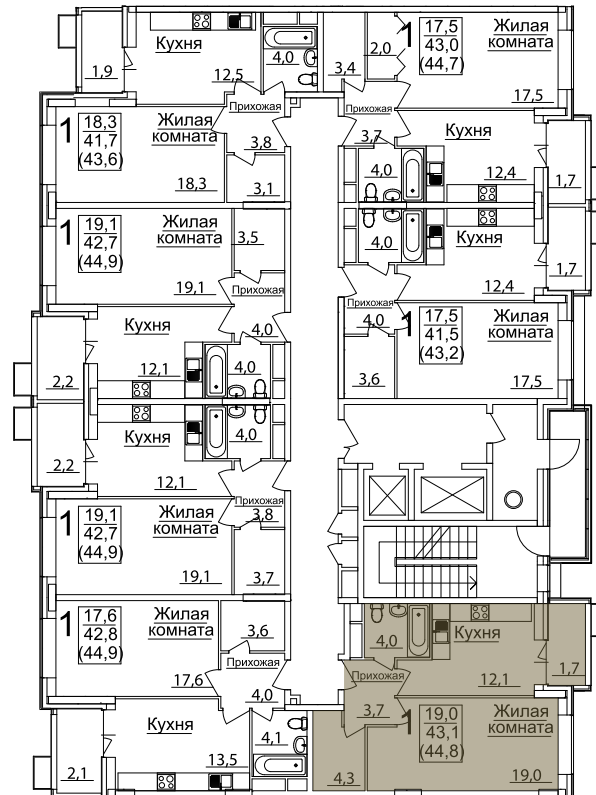 Кухня
1,9
12,5
4,0
3,4
2,0
1
17,5
43,0
(44,7)
Жилая
комната
17,5
1
18,3
41,7
(43,6)
Жилая
комната
18,3
Прихожая
3,8
3,1
Прихожая
3,7
Кухня
4,0
12,4
1,7
1
19,1
42,7
(44,9)
Жилая
комната
19,1
3,5
Прихожая
4,0
4,0
Кухня
12,4
1,7
Кухня
12,1
2,2
4,0
Прихожая
4,0
3,6
1
17,5
41,5
(43,2)
Жилая
комната
17,5
Кухня
12,1
2,2
4,0
Прихожая
3,8
3,7
1
19,1
42,7
(44,9)
Жилая
комната
19,1
1
17,6
42,8
(44,9)
Жилая
комната
17,6
3,6
Прихожая
4,0
Кухня
2,1
13,5
4,1
4,0
Кухня
12,1
1,7
Прихожая
3,7
4,3
1
19,0
43,1
(44,8)
Жилая
комната
19,0